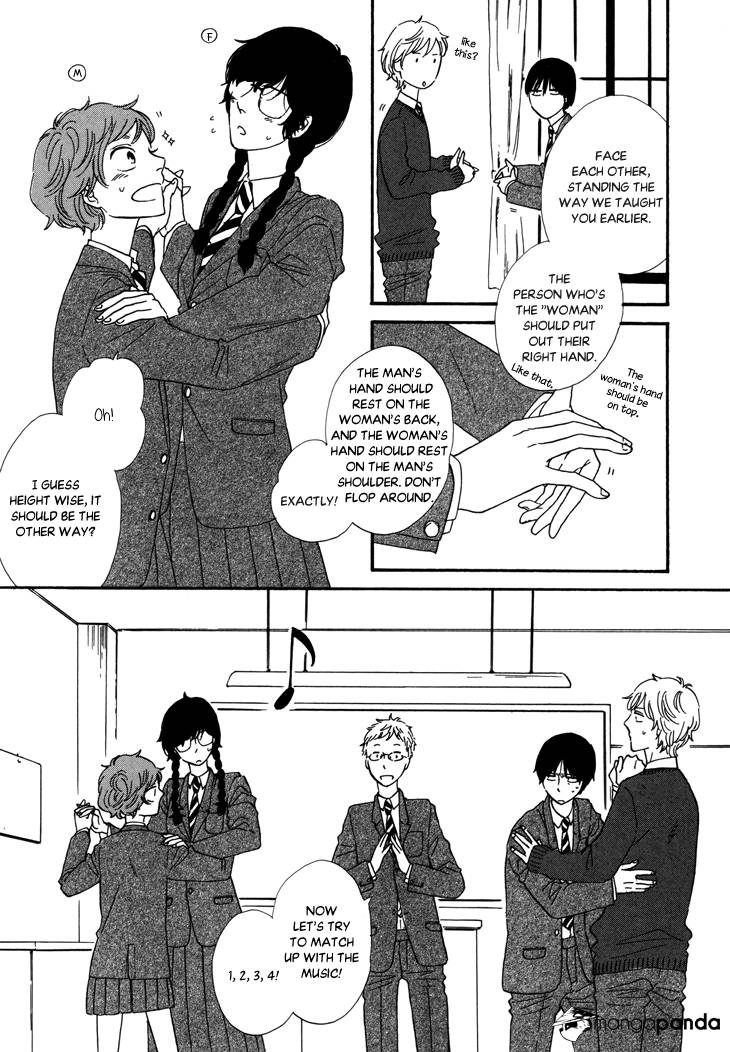 like
this?
FACE
EACH OTHER,
STANDING THE
WAY WE TAUGHT
YOU EARLIER.
THE
PERSON WHO'S
THE "WOMAN"
SHOULD PUT
OUT THEIR
RIGHT HAND.
Like that.
The
woman's hand
should be
on top.
F
M
THE MAN'S
HAND SHOULD
REST ON THE
WOMAN'S BACK,
AND THE WOMAN'S
HAND SHOULD REST
ON THE MAN'S
SHOULDER. DON'T
FLOP AROUND.
EXACTLY!
Oh!
I GUESS
HEIGHT WISE, IT
SHOULD BE THE
OTHER WAY?
NOW
LET'S TRY
TO MATCH
UP WITH THE
MUSIC!
1, 2, 3, 4!
mangapanda